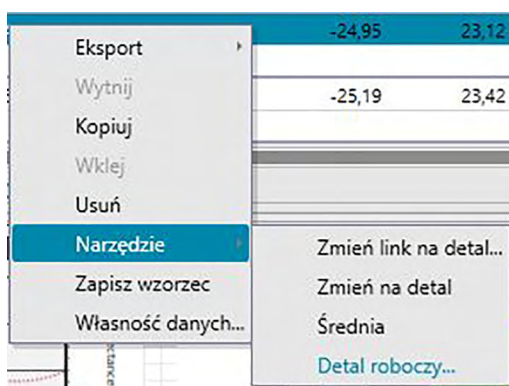 -24,95 23,12
Eksport
Wytnij
-25,19 23,42
Kopiuj
Wklej
Usuń
Narzędzie
Zmień link na detal...
Zapisz wzorzec
Zmień na detal
Własność danych...
Średnia
Detal roboczy...
ctance